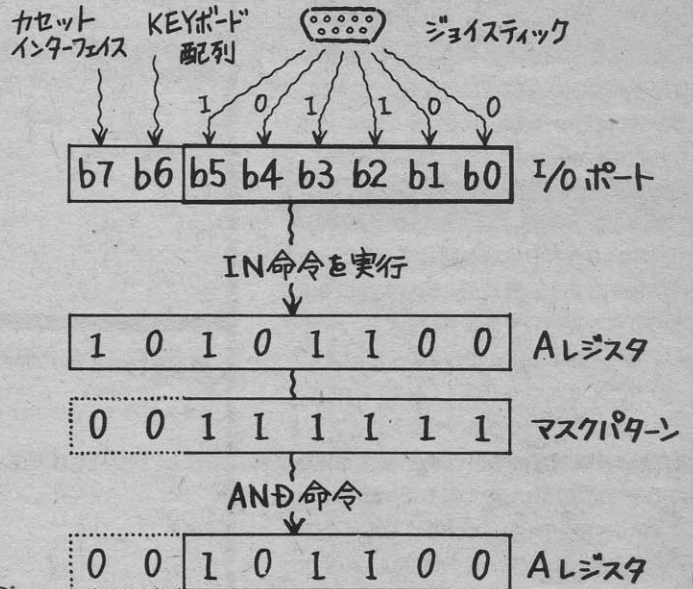 カセット
インターフェイス
KEYボード
配列
ジョイスティック
1 0 1 1 0 0
b7 b6 b5 b4 b3 b2 b1 b0 I/Oポート
IN命令を実行
1 0 1 0 1 1 0 0 Aレジスタ
0 0 1 1 1 1 1 1 マスクパターン
AND命令
0 0 1 0 1 1 0 0 Aレジスタ